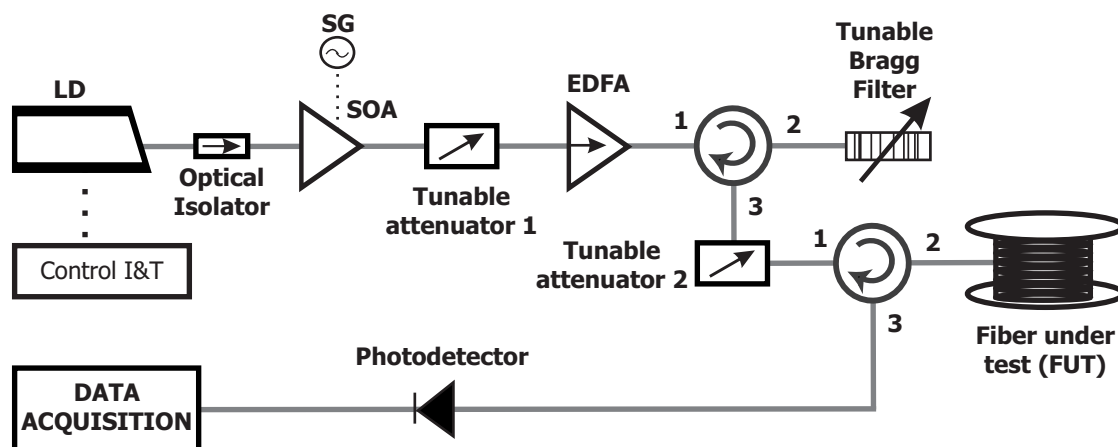 SG
LD
SOA
EDFA
Tunable
Bragg
Filter
1
2
3
Optical
Isolator
Tunable
attenuator 1
Control I&T
Tunable
attenuator 2
1
2
3
Fiber under
test (FUT)
Photodetector
DATA
ACQUISITION